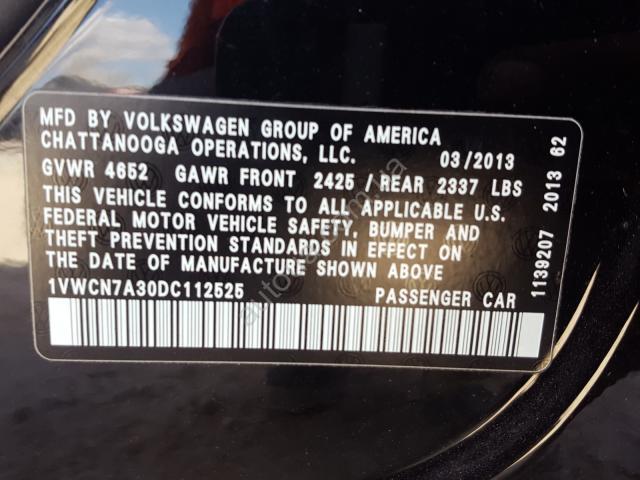 MFD BY VOLKSWAGEN GROUP OF AMERICA
CHATTANOOGA OPERATIONS, LLC. 03/2013
GVWR 4652 GAWR FRONT 2425 / REAR 2337 LBS
THIS VEHICLE CONFORMS TO ALL APPLICABLE U.S.
FEDERAL MOTOR VEHICLE SAFETY, BUMPER AND
THEFT PREVENTION STANDARDS IN EFFECT ON
THE DATE OF MANUFACTURE SHOWN ABOVE
1VWCN7A30DC112525 PASSENGER CAR
1139207 2013 62